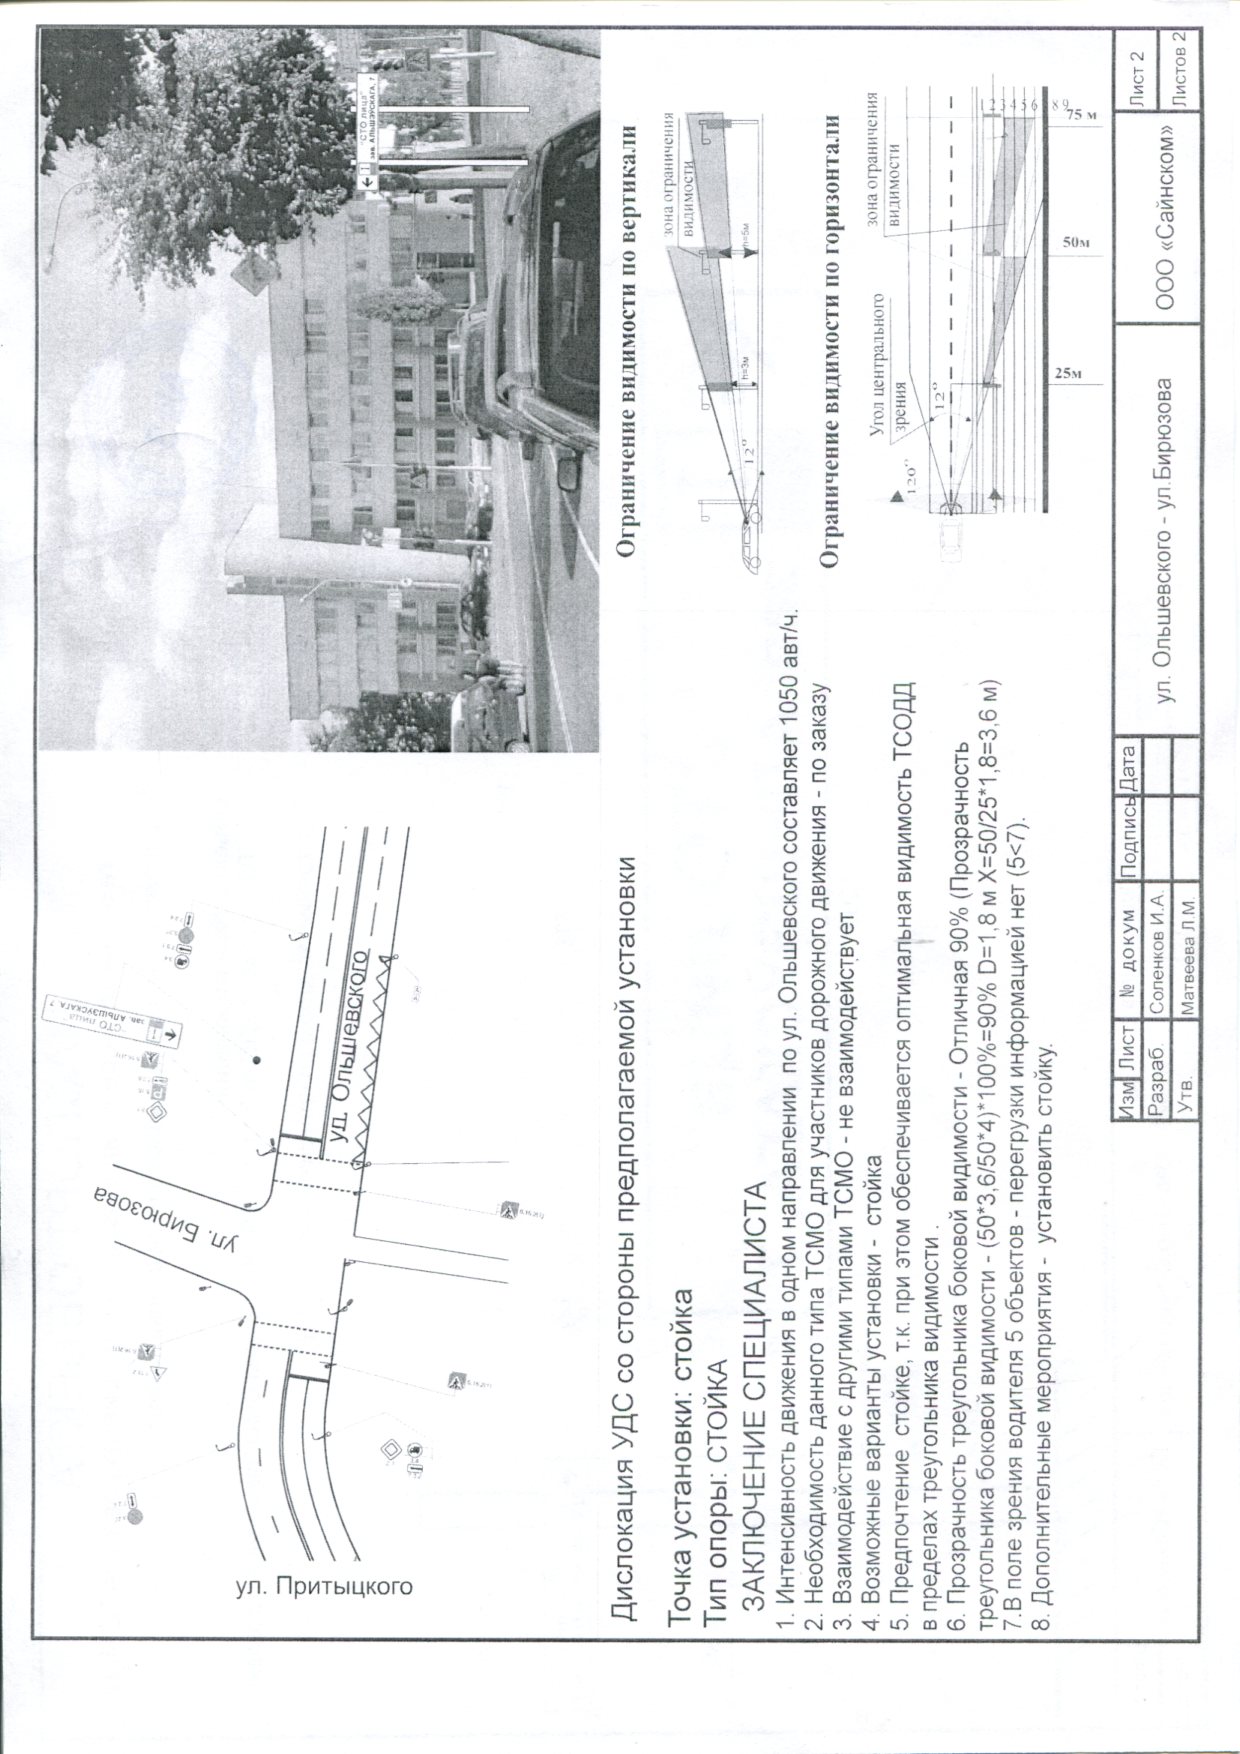 "СТО лица"
зав. АЛЬШЭЎСКАГА, 7
СТО лица
зав. АЛЬШЭЎСКАГА, 7
ул. Бирюзова
ул. Ольшевского
ул. Притыцкого
Дислокация УДС со стороны предполагаемой установки
Точка установки: стойка
Тип опоры: СТОЙКА
ЗАКЛЮЧЕНИЕ СПЕЦИАЛИСТА
1. Интенсивность движения в одном направлении по ул. Ольшевского составляет 1050 авт/ч.
2. Необходимость данного типа ТСМО для участников дорожного движения - по заказу
3. Взаимодействие с другими типами ТСМО - не взаимодействует
4. Возможные варианты установки - стойка
5. Предпочтение стойке, т.к. при этом обеспечивается оптимальная видимость ТСОДД
в пределах треугольника видимости .
6. Прозрачность треугольника боковой видимости - Отличная 90% (Прозрачность
треугольника боковой видимости - (50*3,6/50*4)*100%=90% D=1,8 м X=50/25*1,8=3,6 м)
7.В поле зрения водителя 5 объектов - перегрузки информацией нет (5<7).
8. Дополнительные мероприятия - установить стойку.
Ограничение видимости по вертикали
зона ограничения
видимости
12°
h=3м
h=5м
Ограничение видимости по горизонтали
120°
Угол центрального
зрения
12°
зона ограничения
видимости
1 2 3 4 5 6 8 9
25м
50м
75 м
Изм Лист № докум Подпись Дата
Разраб. Соленков И.А.
Утв. Матвеева Л.М.
ул. Ольшевского - ул.Бирюзова
ООО «Сайнском»
Лист 2
Листов 2